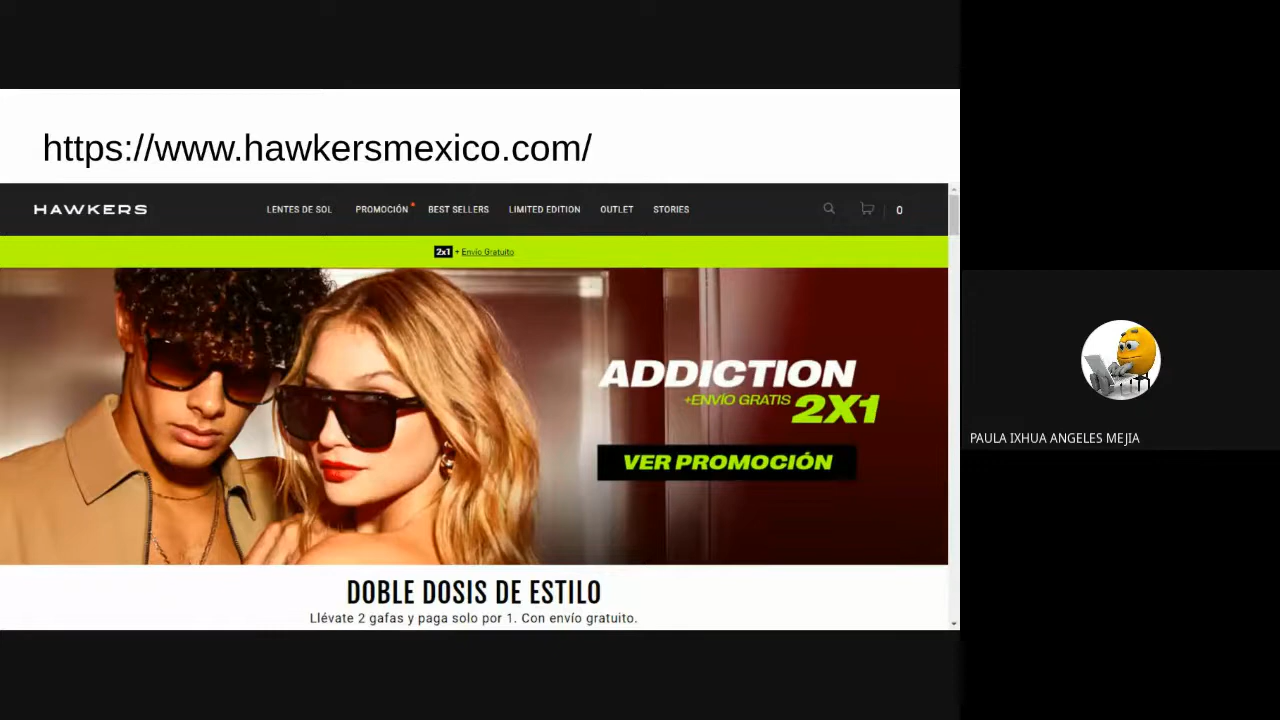 https://www.hawkersmexico.com/
HAWKERS
LENTES DE SOL PROMOCIÓN BEST SELLERS LIMITED EDITION OUTLET STORIES 0
2x1 + Envío Gratuito
ADDICTION
+ENVÍO GRATIS 2X1
VER PROMOCIÓN
DOBLE DOSIS DE ESTILO
Llévate 2 gafas y paga solo por 1. Con envío gratuito.
PAULA IXHUA ANGELES MEJIA